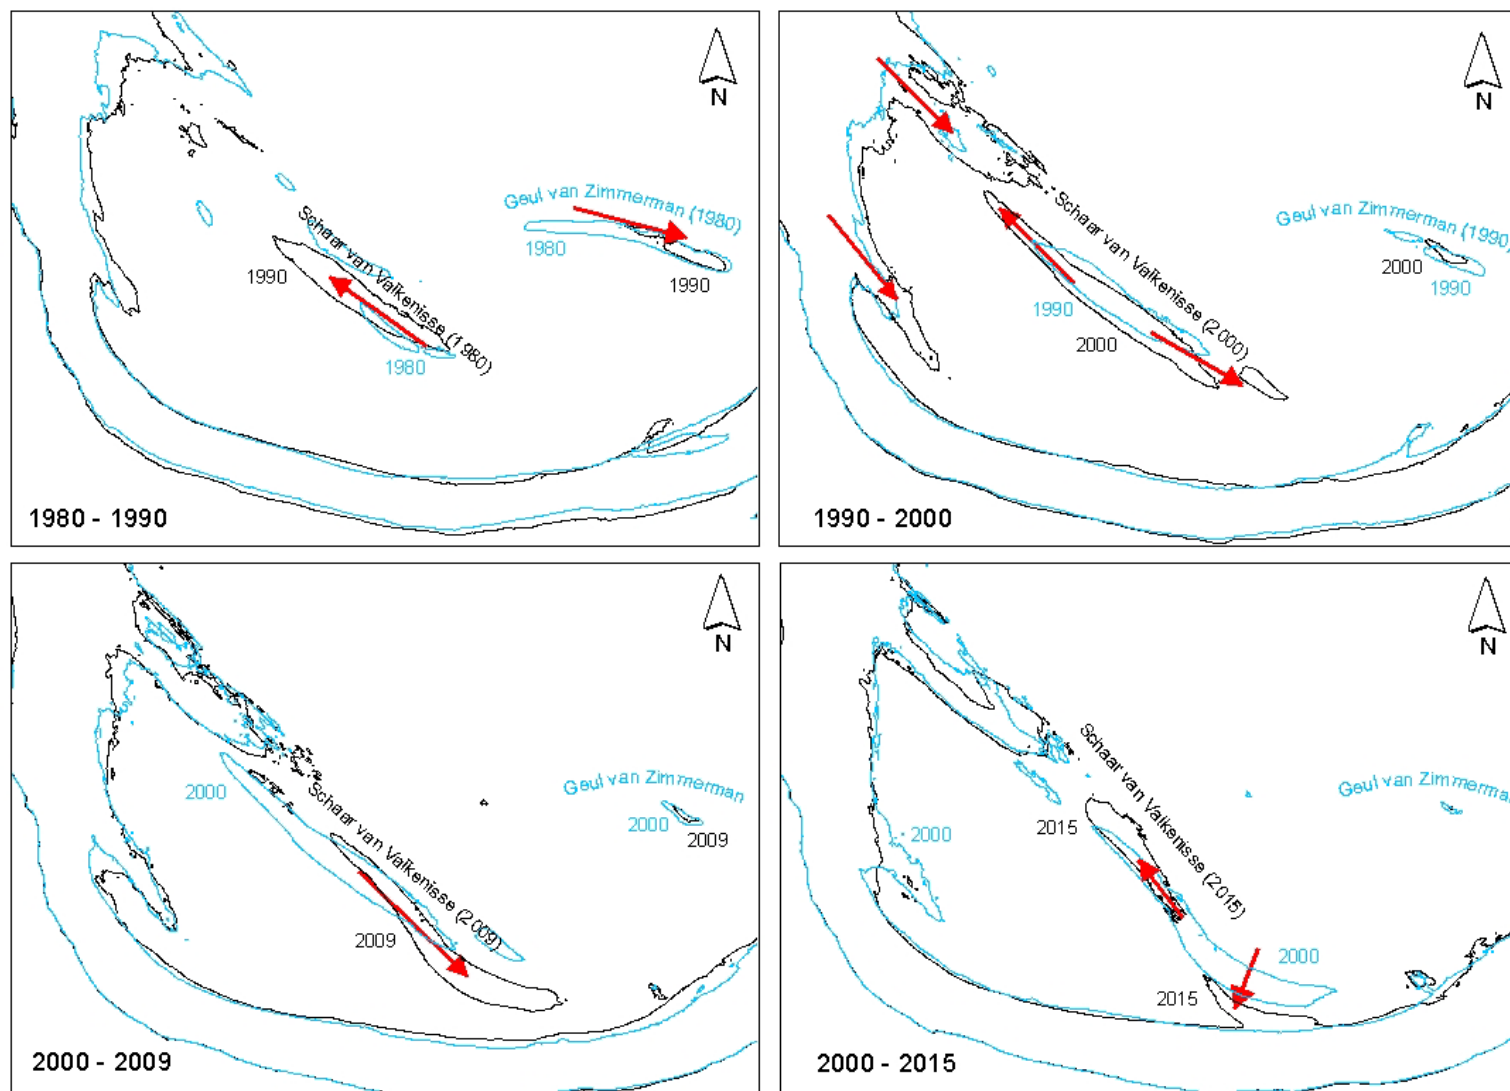 N
Geul van Zimmerman (1980)
1980
1990
Schaar van Valkenisse (1980)
1990
1980
1980 - 1990
N
Geul van Zimmerman (1990)
2000
1990
Schaar van Valkenisse (2000)
1990
2000
1990 - 2000
N
Geul van Zimmerman
2000
2009
2000
Schaar van Valkenisse (2009)
2009
2000 - 2009
N
Geul van Zimmerman
Schaar van Valkenisse (2015)
2015
2000
2000
2015
2000 - 2015